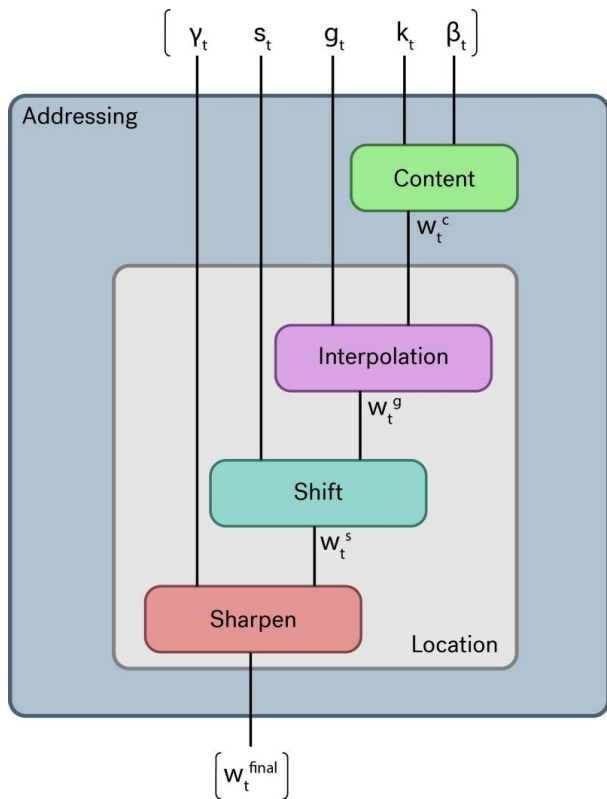 [ γₜ sₜ gₜ kₜ βₜ ]
Addressing
Content
wₜᶜ
Interpolation
wₜᵍ
Shift
wₜˢ
Sharpen
Location
[wₜᶠⁱⁿᵃˡ]